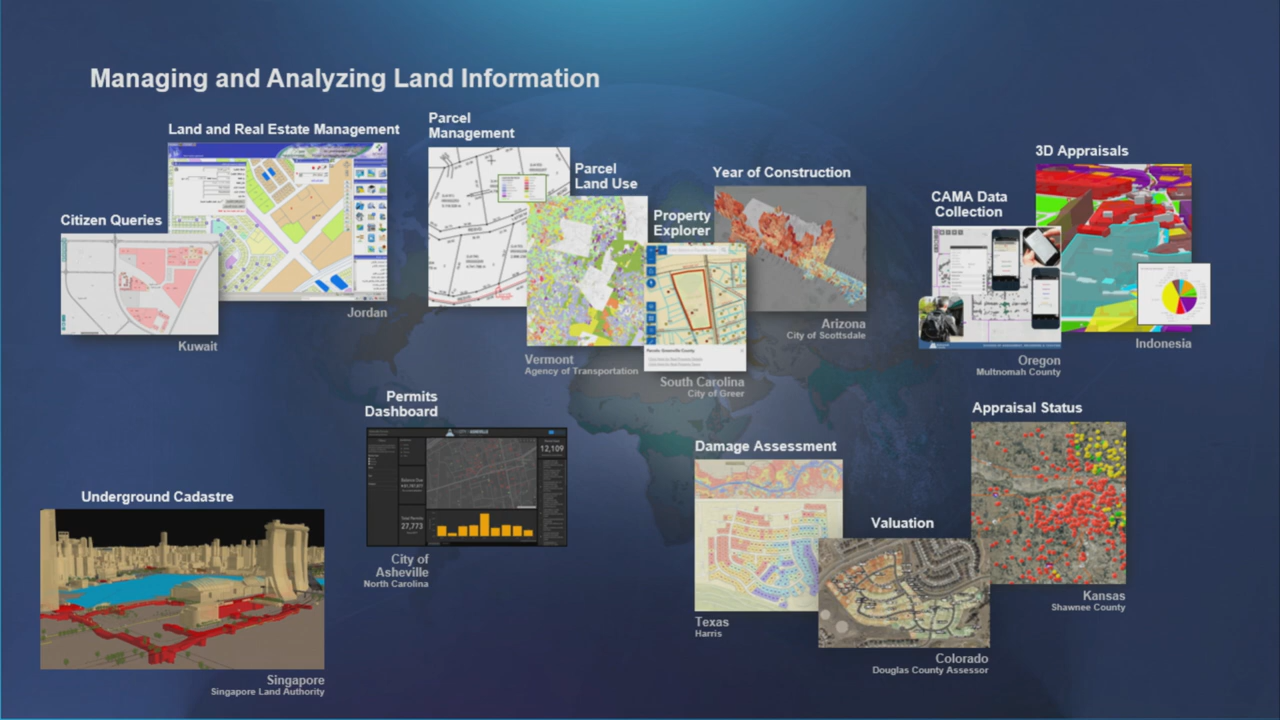 Managing and Analyzing Land Information
Land and Real Estate Management
Jordan
Citizen Queries
Kuwait
Parcel
Management
Parcel
Land Use
Vermont
Agency of Transportation
Property
Explorer
South Carolina
City of Greer
Year of Construction
Arizona
City of Scottsdale
CAMA Data
Collection
Oregon
Multnomah County
3D Appraisals
Indonesia
Permits
Dashboard
12,109
27,773
City of
Asheville
North Carolina
Underground Cadastre
Singapore
Singapore Land Authority
Damage Assessment
Texas
Harris
Valuation
Colorado
Douglas County Assessor
Appraisal Status
Kansas
Shawnee County